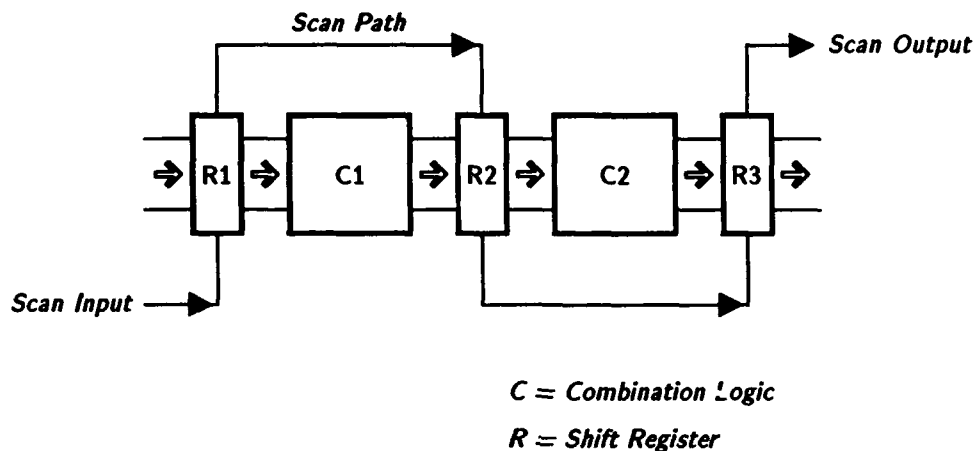 Scan Path
Scan Output
R1
C1
R2
C2
R3
Scan Input
C = Combination Logic
R = Shift Register